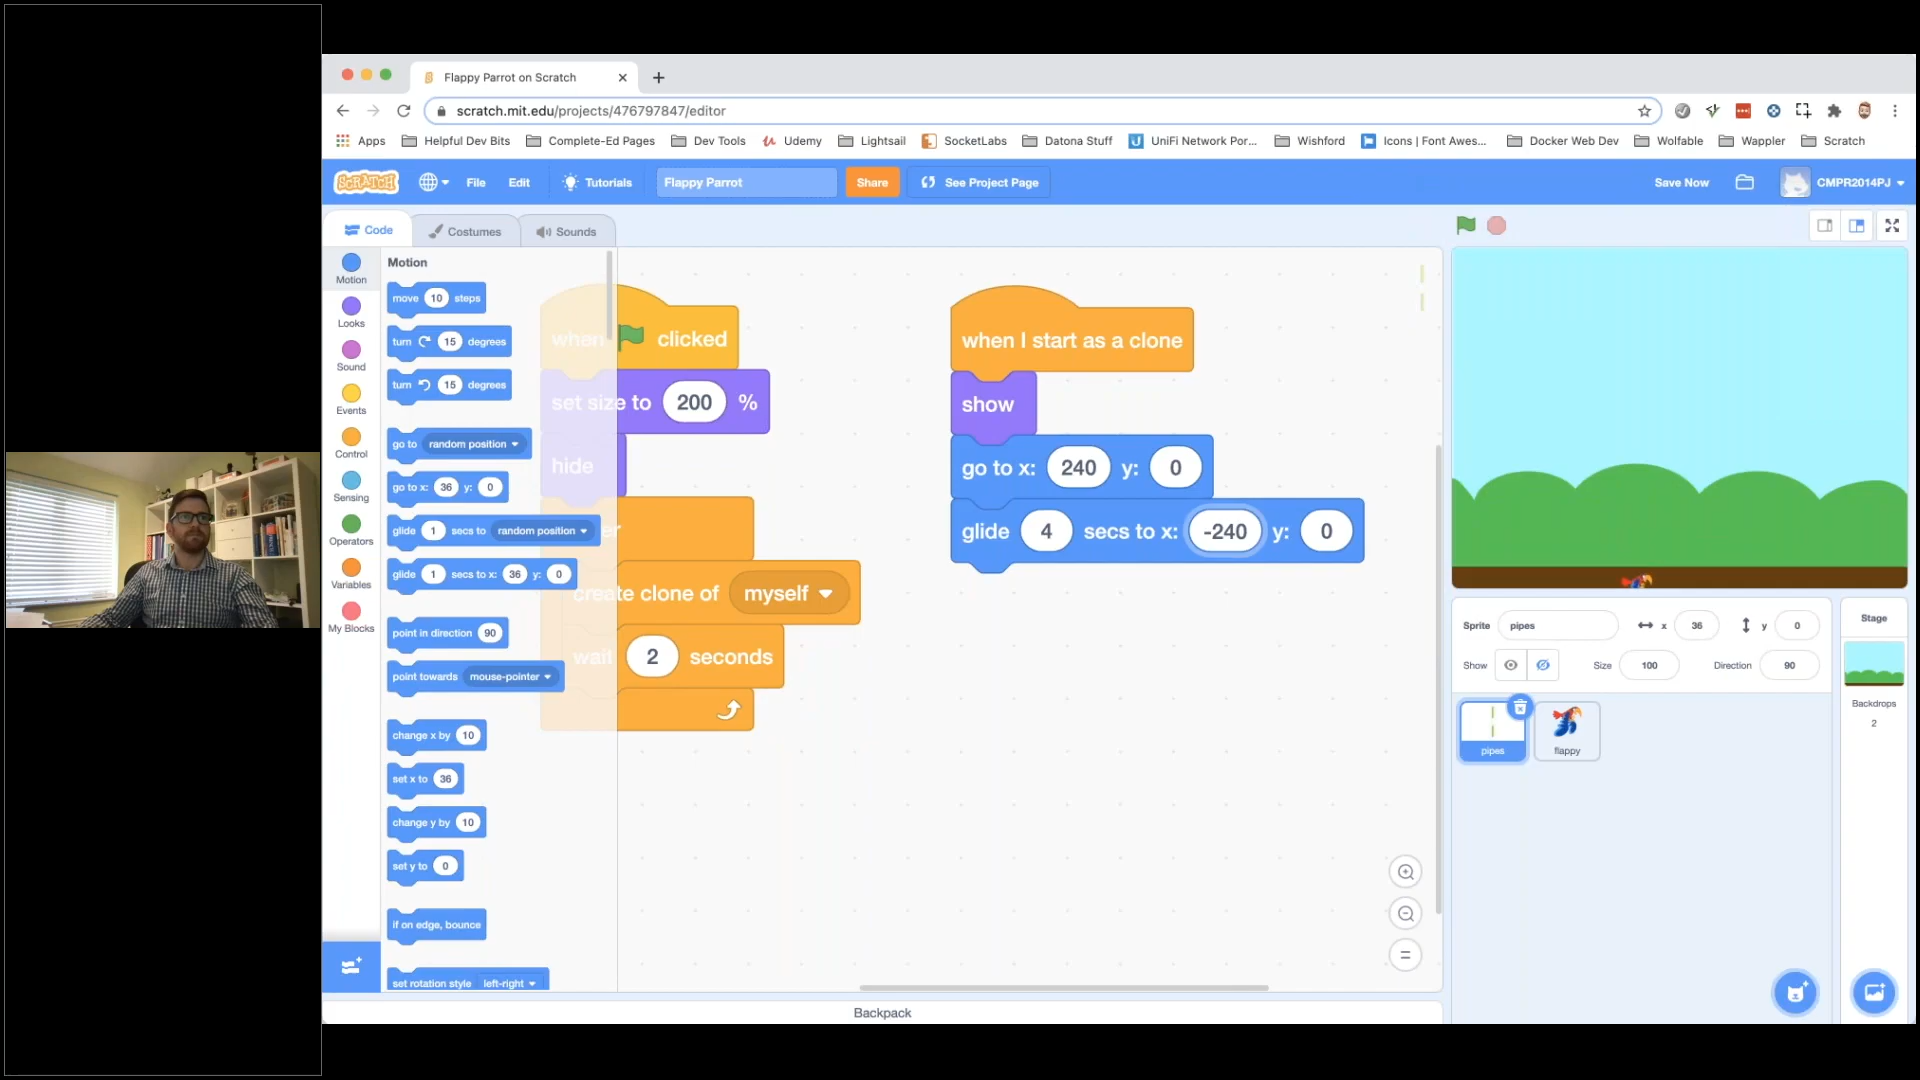 Flappy Parrot on Scratch
scratch.mit.edu/projects/476797847/editor
Apps Helpful Dev Bits Complete-Ed Pages Dev Tools Udemy Lightsail SocketLabs Datona Stuff UniFi Network Por... Wishford Icons | Font Awes... Docker Web Dev Wolfable Wappler Scratch
SCRATCH File Edit Tutorials Flappy Parrot Share See Project Page Save Now CMPR2014PJ
Code Costumes Sounds
Motion
Looks
Sound
Events
Control
Sensing
Operators
Variables
My Blocks
Motion
move 10 steps
turn 15 degrees
turn 15 degrees
go to random position
go to x: 36 y: 0
glide 1 secs to random position
glide 1 secs to x: 36 y: 0
point in direction 90
point towards mouse-pointer
change x by 10
set x to 36
change y by 10
set y to 0
if on edge, bounce
set rotation style left-right
when clicked
set size to 200 %
hide
create clone of myself
wait 2 seconds
when I start as a clone
show
go to x: 240 y: 0
glide 4 secs to x: -240 y: 0
Backpack
Sprite pipes x 36 y 0
Show Size 100 Direction 90
pipes
flappy
Stage
Backdrops
2